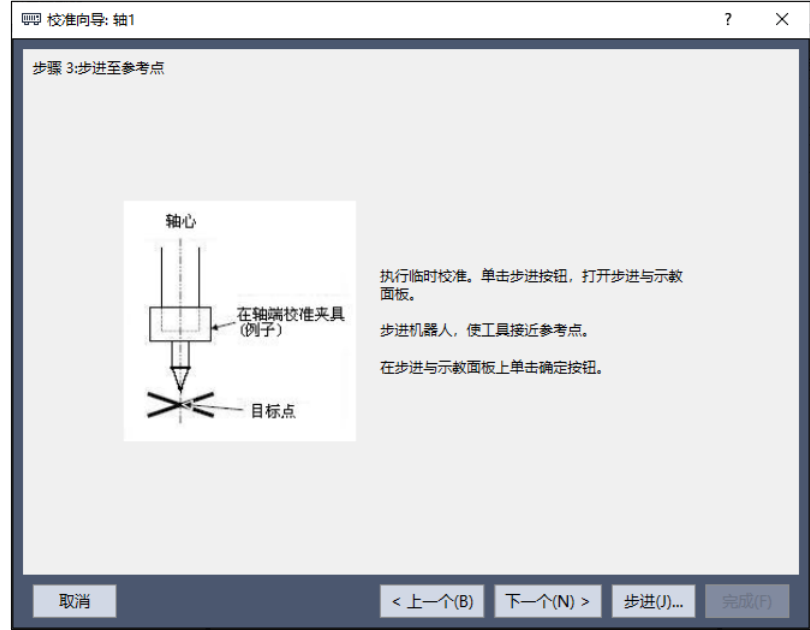 校准向导: 轴1
步骤 3:步进至参考点
轴心
在轴端校准夹具
(例子)
目标点
执行临时校准。单击步进按钮，打开步进与示教
面板。
步进机器人，使工具接近参考点。
在步进与示教面板上单击确定按钮。
取消
< 上一个(B)
下一个(N) >
步进(J)...
完成(F)